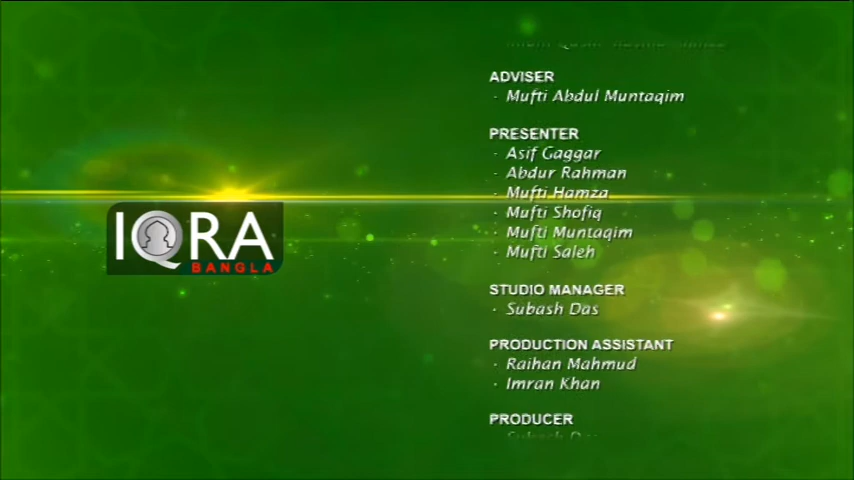 IQRA
BANGLA
ADVISER
- Mufti Abdul Muntaqim
PRESENTER
- Asif Gaggar
- Abdur Rahman
- Mufti Hamza
- Mufti Shofiq
- Mufti Muntaqim
- Mufti Saleh
STUDIO MANAGER
- Subash Das
PRODUCTION ASSISTANT
- Raihan Mahmud
- Imran Khan
PRODUCER